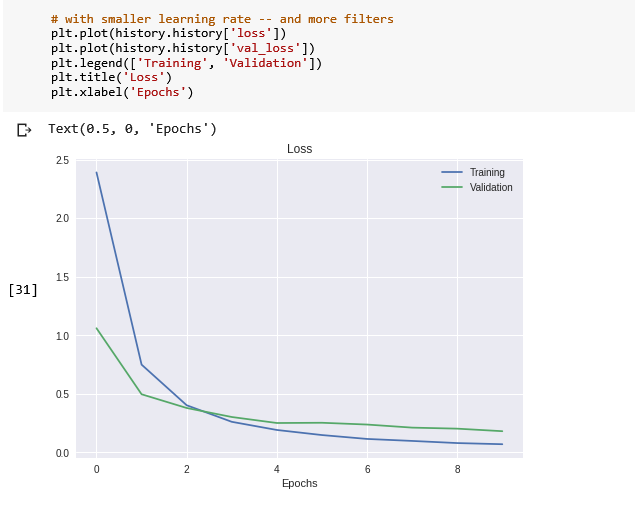 # with smaller learning rate -- and more filters
plt.plot(history.history['loss'])
plt.plot(history.history['val_loss'])
plt.legend(['Training', 'Validation'])
plt.title('Loss')
plt.xlabel('Epochs')
Text(0.5, 0, 'Epochs')
Loss
2.5
Training
Validation
2.0
1.5
[31]
1.0
0.5
0.0
0 2 4 6 8
Epochs